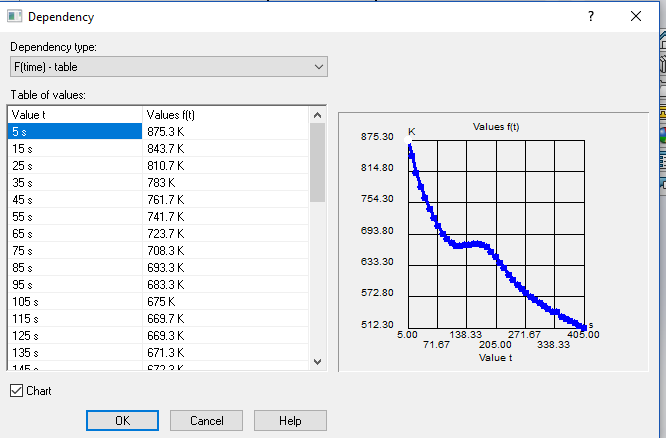 Dependency
Dependency type:
F(time) - table
Table of values:
Value t Values f(t)
5 s 875.3 K
15 s 843.7 K
25 s 810.7 K
35 s 783 K
45 s 761.7 K
55 s 741.7 K
65 s 723.7 K
75 s 708.3 K
85 s 693.3 K
95 s 683.3 K
105 s 675 K
115 s 669.7 K
125 s 669.3 K
135 s 671.3 K
145 s 672.3 K
K Values f(t)
875.30
814.80
754.30
693.80
633.30
572.80
512.30
s
5.00 138.33 271.67 405.00
71.67 205.00 338.33
Value t
Chart
OK Cancel Help